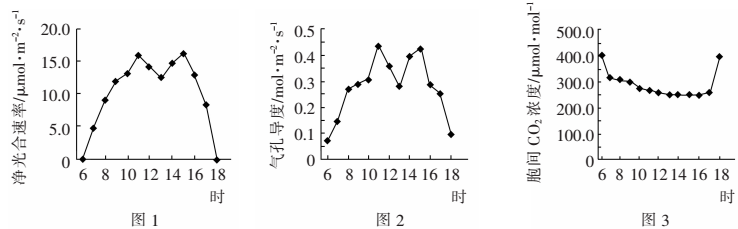 净光合速率/μmol·m⁻²·s⁻¹
20.0
15.0
10.0
5.0
0
6 8 10 12 14 16 18
时
图 1
气孔导度/mol·m⁻²·s⁻¹
0.5
0.4
0.3
0.2
0.1
0
6 8 10 12 14 16 18
时
图 2
胞间 CO₂ 浓度/μmol·mol⁻¹
500.0
400.0
300.0
200.0
100.0
0
6 8 10 12 14 16 18
时
图 3